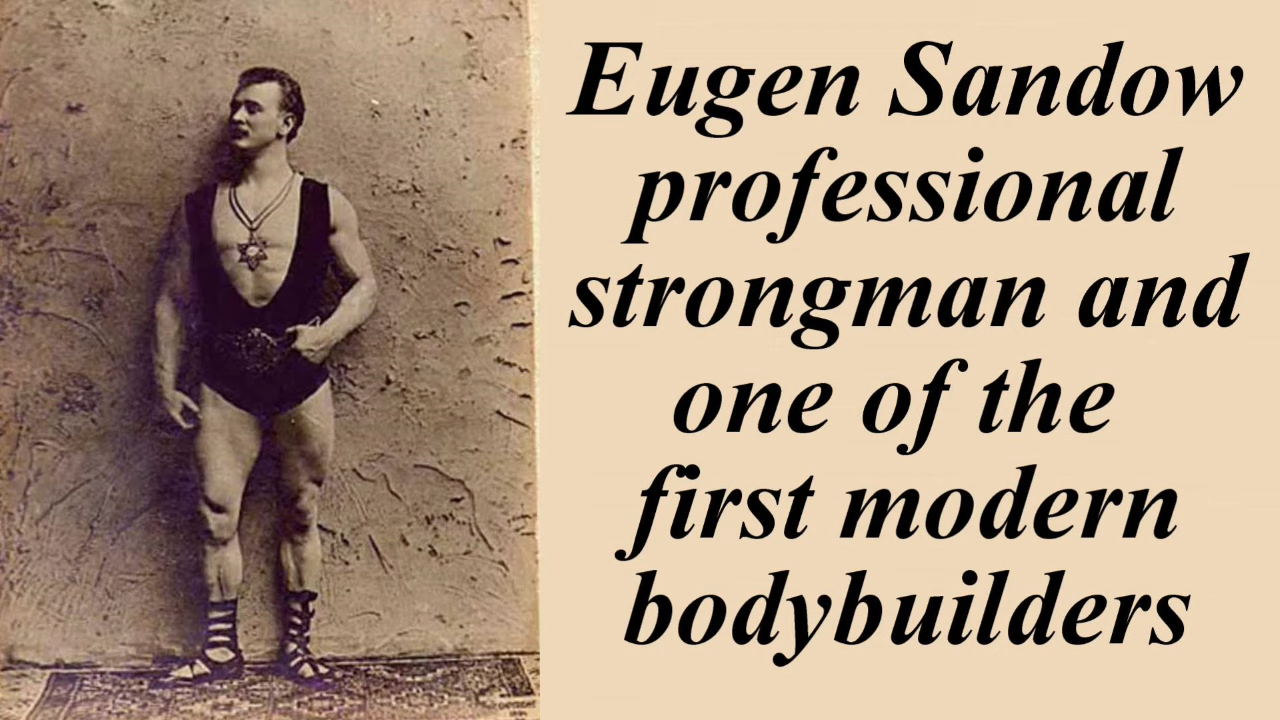 Eugen Sandow
professional
strongman and
one of the
first modern
bodybuilders